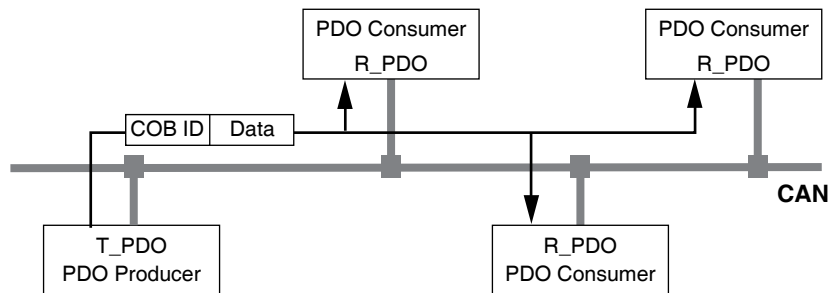 PDO Consumer
R_PDO
PDO Consumer
R_PDO
COB ID
Data
CAN
T_PDO
PDO Producer
R_PDO
PDO Consumer